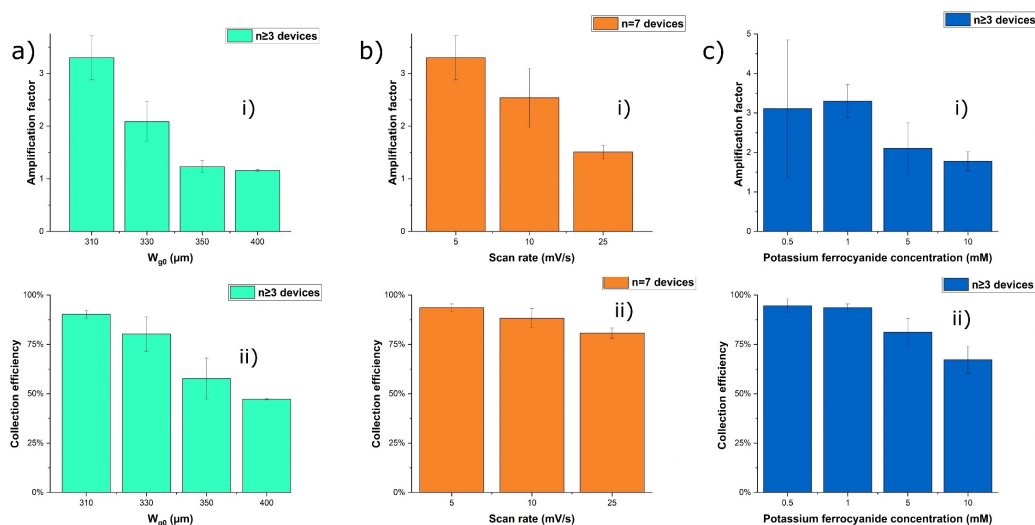 a)
n≥3 devices
i)
Amplification factor
3
2
1
0
310 330 350 400
Wg0 (µm)
b)
n=7 devices
i)
Amplification factor
3
2
1
0
5 10 25
Scan rate (mV/s)
c)
n≥3 devices
i)
Amplification factor
5
4
3
2
1
0
0.5 1 5 10
Potassium ferrocyanide concentration (mM)
n≥3 devices
ii)
Collection efficiency
100%
75%
50%
25%
0%
310 330 350 400
Wg0 (µm)
n=7 devices
ii)
Collection efficiency
100%
75%
50%
25%
0%
5 10 25
Scan rate (mV/s)
n≥3 devices
ii)
Collection efficiency
100%
75%
50%
25%
0%
0.5 1 5 10
Potassium ferrocyanide concentration (mM)